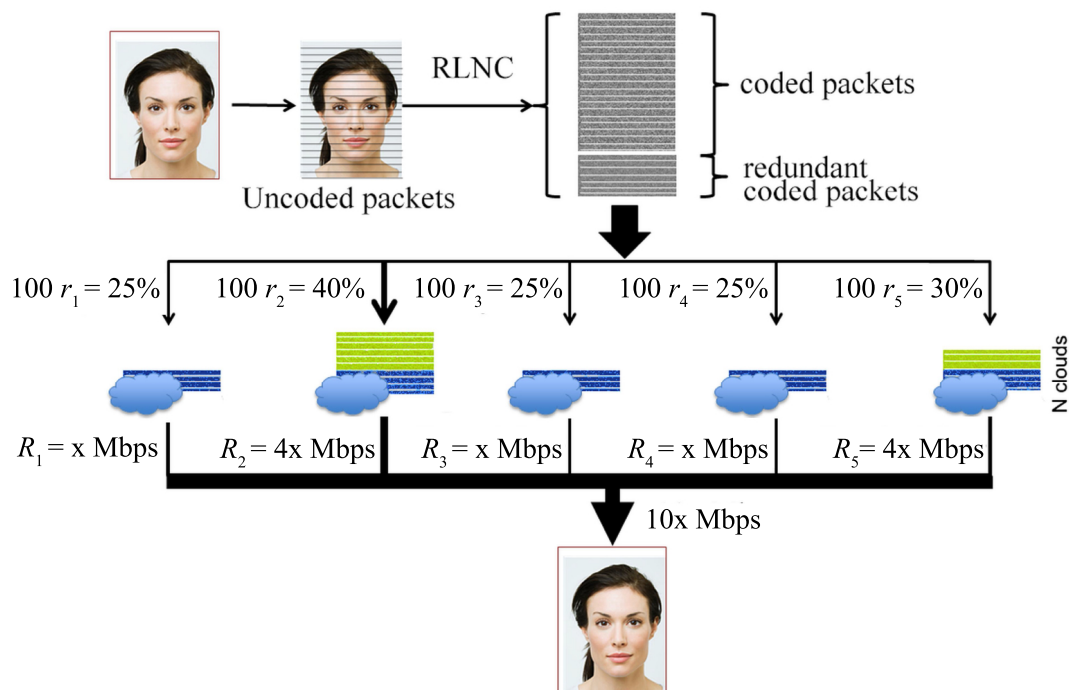 RLNC
coded packets
redundant
coded packets
Uncoded packets
100 r₁ = 25%
100 r₂ = 40%
100 r₃ = 25%
100 r₄ = 25%
100 r₅ = 30%
N clouds
R₁ = x Mbps
R₂ = 4x Mbps
R₃ = x Mbps
R₄ = x Mbps
R₅ = 4x Mbps
10x Mbps